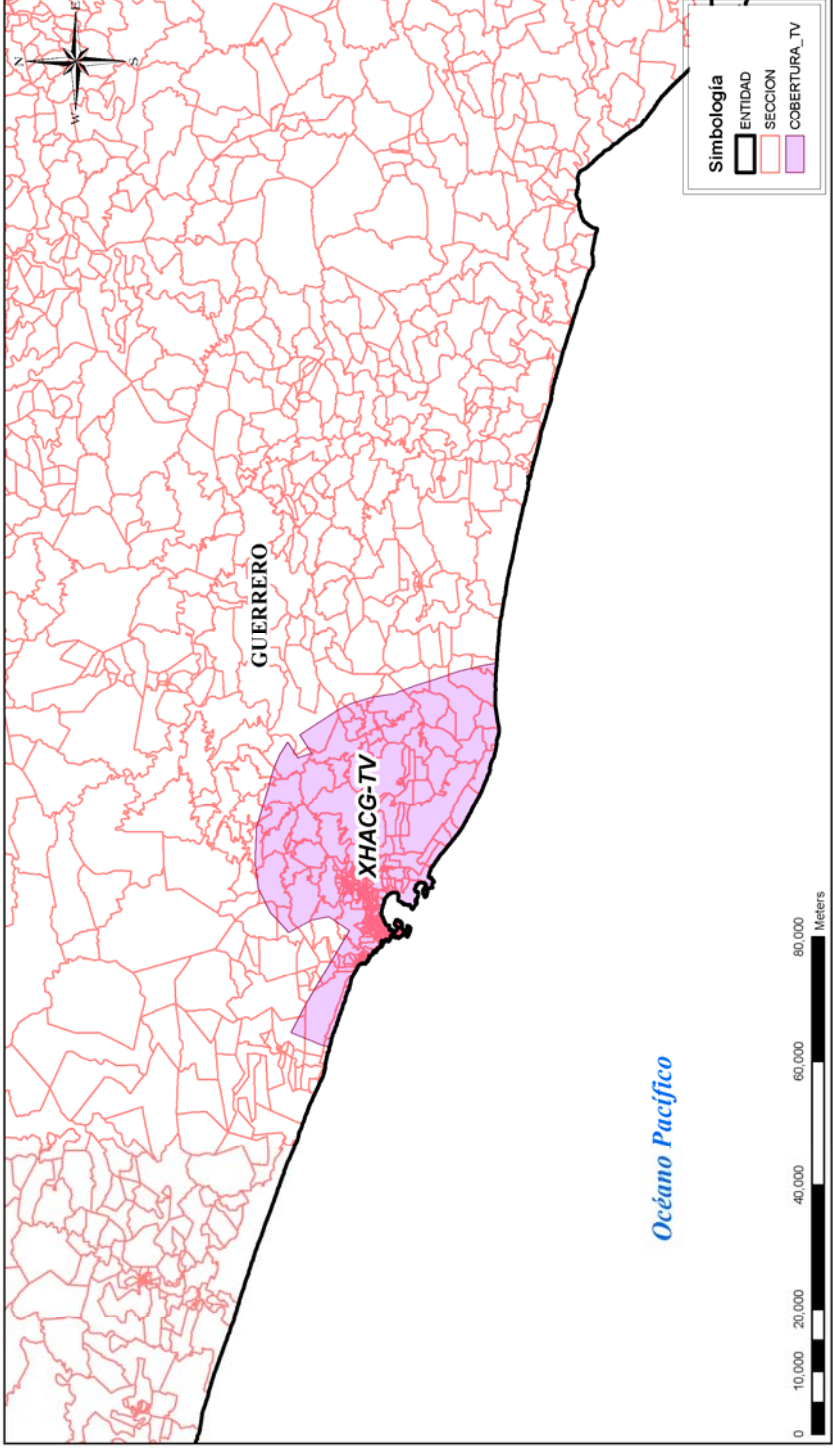 N
W
E
S
GUERRERO
XHACG-TV
Océano Pacífico
Simbología
ENTIDAD
SECCION
COBERTURA_TV
0 10,000 20,000 40,000 60,000 80,000
Meters